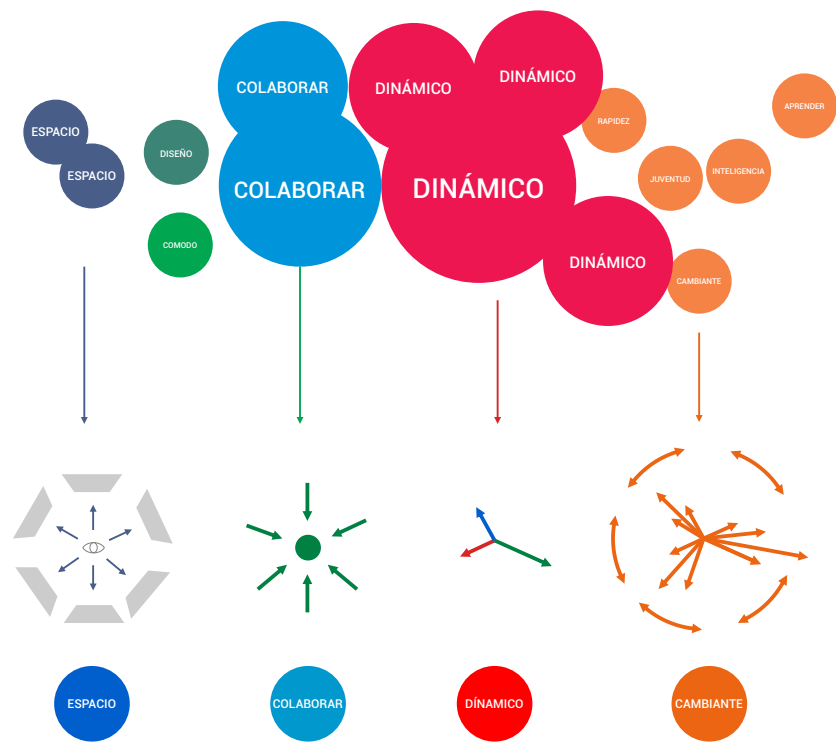 ESPACIO
ESPACIO
DISEÑO
COMODO
COLABORAR
COLABORAR
DINÁMICO
DINÁMICO
DINÁMICO
DINÁMICO
RAPIDEZ
JUVENTUD
INTELIGENCIA
APRENDER
CAMBIANTE
ESPACIO
COLABORAR
DÍNAMICO
CAMBIANTE